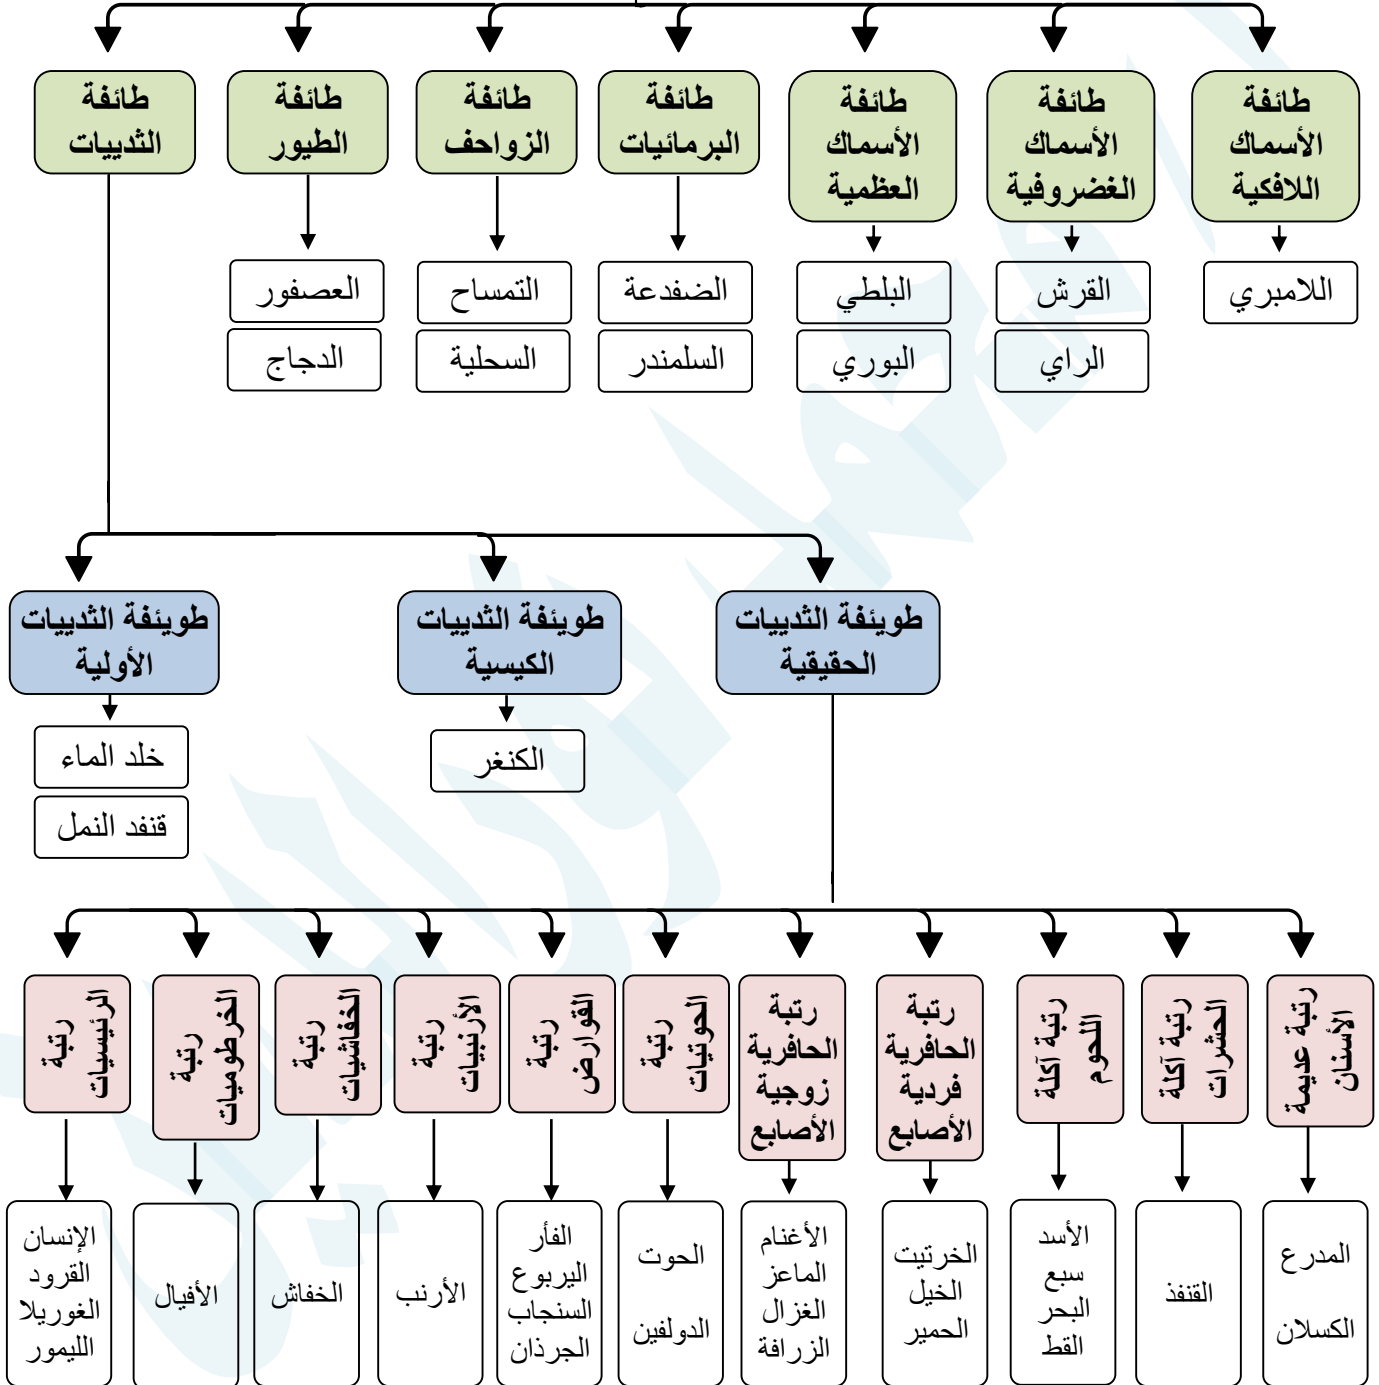 طائفة
الأسماك
اللافكية
طائفة
الأسماك
الغضروفية
طائفة
الأسماك
العظمية
طائفة
البرمائيات
طائفة
الزواحف
طائفة
الطيور
طائفة
الثدييات
اللامبري
القرش
الراي
البلطي
البوري
الضفدعة
السلمندر
التمساح
السحلية
العصفور
الدجاج
طويئفة الثدييات
الحقيقية
طويئفة الثدييات
الكيسية
طويئفة الثدييات
الأولية
الكنغر
خلد الماء
قنفد النمل
رتبة عديمة
الأسنان
رتبة آكلة
الحشرات
رتبة آكلة
اللحوم
رتبة
الحافرية
فردية
الأصابع
رتبة
الحافرية
زوجية
الأصابع
رتبة
الحوتيات
رتبة
القوارض
رتبة
الأرنبيات
رتبة
الخفاشيات
رتبة
الخرطوميات
رتبة
الرئيسيات
المدرع
الكسلان
القنفذ
الأسد
سبع
البحر
القط
الخرتيت
الخيل
الحمير
الأغنام
الماعز
الغزال
الزرافة
الحوت
الدولفين
الفأر
اليربوع
السنجاب
الجرذان
الأرنب
الخفاش
الأفيال
الإنسان
القرود
الغوريلا
الليمور